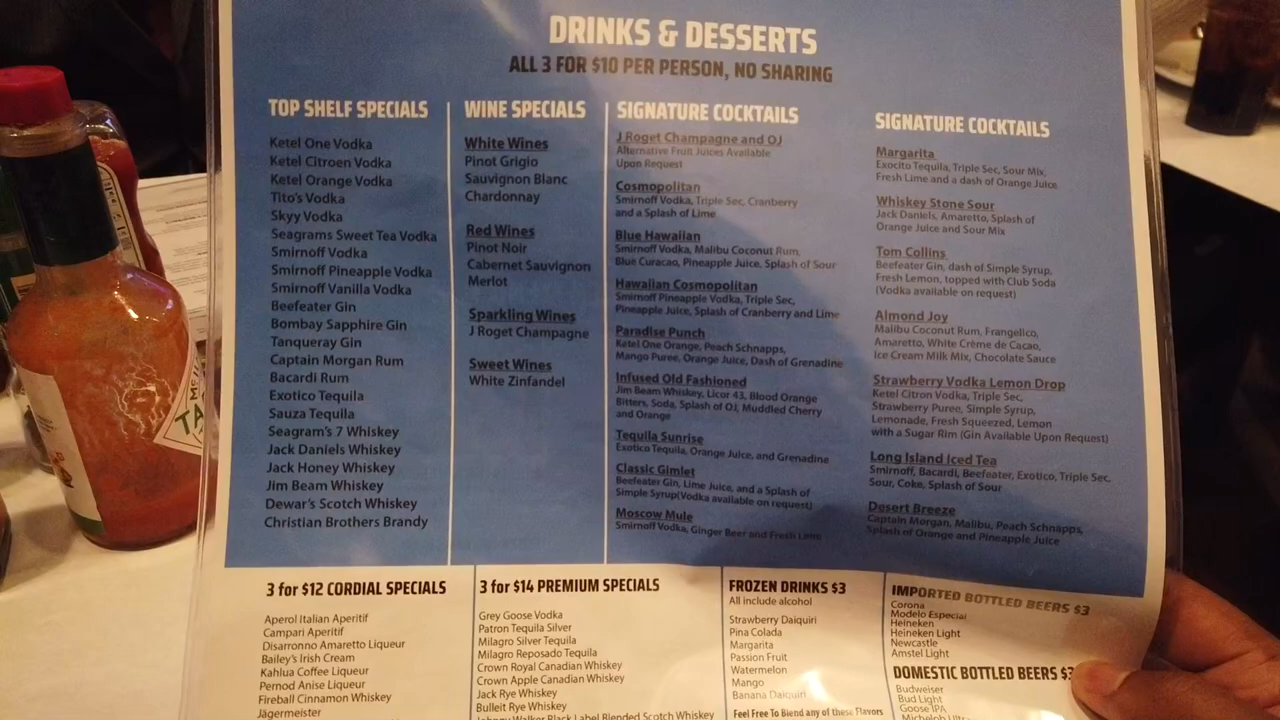 DRINKS & DESSERTS
ALL 3 FOR $10 PER PERSON, NO SHARING
TOP SHELF SPECIALS
Ketel One Vodka
Ketel Citroen Vodka
Ketel Orange Vodka
Tito's Vodka
Skyy Vodka
Seagrams Sweet Tea Vodka
Smirnoff Vodka
Smirnoff Pineapple Vodka
Smirnoff Vanilla Vodka
Beefeater Gin
Bombay Sapphire Gin
Tanqueray Gin
Captain Morgan Rum
Bacardi Rum
Exotico Tequila
Sauza Tequila
Seagram's 7 Whiskey
Jack Daniels Whiskey
Jack Honey Whiskey
Jim Beam Whiskey
Dewar's Scotch Whiskey
Christian Brothers Brandy
WINE SPECIALS
White Wines
Pinot Grigio
Sauvignon Blanc
Chardonnay
Red Wines
Pinot Noir
Cabernet Sauvignon
Merlot
Sparkling Wines
J Roget Champagne
Sweet Wines
White Zinfandel
SIGNATURE COCKTAILS
J Roget Champagne and OJ
Alternative Fruit Juices Available
Upon Request
Cosmopolitan
Smirnoff Vodka, Triple Sec, Cranberry
and a Splash of Lime
Blue Hawaiian
Smirnoff Vodka, Malibu Coconut Rum,
Blue Curacao, Pineapple Juice, Splash of Sour
Hawaiian Cosmopolitan
Smirnoff Pineapple Vodka, Triple Sec,
Pineapple Juice, Splash of Cranberry and Lime
Paradise Punch
Katel One Orange, Peach Schnapps,
Mango Puree, Orange Juice, Dash of Grenadine
Infused Old Fashioned
Jim Beam Whiskey, Licor 43, Blood Orange
Bitters, Soda, Splash of OJ, Muddled Cherry
and Orange
Tequila Sunrise
Exotico Tequila, Orange Juice, and Grenadine
Classic Gimlet
Beefeater Gin, Lime Juice, and a Splash of
Simple Syrup(Vodka available on request)
Moscow Mule
Smirnoff Vodka, Ginger Beer and Fresh Lime
SIGNATURE COCKTAILS
Margarita
Exocito Tequila, Triple Sec, Sour Mix,
Fresh Lime and a dash of Orange Juice
Whiskey Stone Sour
Jack Daniels, Amaretto, Splash of
Orange Juice and Sour Mix
Tom Collins
Beefeater Gin, dash of Simple Syrup,
Fresh Lemon, topped with Club Soda
(Vodka available on request)
Almond Joy
Malibu Coconut Rum, Frangelico,
Amaretto, White Crème de Cacao,
Ice Cream Milk Mix, Chocolate Sauce
Strawberry Vodka Lemon Drop
Ketel Citron Vodka, Triple Sec,
Strawberry Puree, Simple Syrup,
Lemonade, Fresh Squeezed, Lemon
with a Sugar Rim (Gin Available Upon Request)
Long Island Iced Tea
Smirnoff, Bacardi, Beefeater, Exotico, Triple Sec,
Sour, Coke, Splash of Sour
Desert Breeze
Captain Morgan, Malibu, Peach Schnapps,
Splash of Orange and Pineapple Juice
3 for $12 CORDIAL SPECIALS
Aperol Italian Aperitif
Campari Aperitif
Disarronno Amaretto Liqueur
Bailey's Irish Cream
Kahlua Coffee Liqueur
Pernod Anise Liqueur
Fireball Cinnamon Whiskey
Jägermeister
3 for $14 PREMIUM SPECIALS
Grey Goose Vodka
Patron Tequila Silver
Milagro Silver Tequila
Milagro Reposado Tequila
Crown Royal Canadian Whiskey
Crown Apple Canadian Whiskey
Jack Rye Whiskey
Bulleit Rye Whiskey
Johnny Walker Black Label Blended Scotch Whiskey
FROZEN DRINKS $3
All include alcohol
Strawberry Daiquiri
Pina Colada
Margarita
Passion Fruit
Watermelon
Mango
Banana Daiquiri
Feel Free To Blend any of these Flavors
IMPORTED BOTTLED BEERS $3
Corona
Modelo Especial
Heineken
Heineken Light
Newcastle
Amstel Light
DOMESTIC BOTTLED BEERS $3
Budweiser
Bud Light
Goose IPA
Michelob Ultra